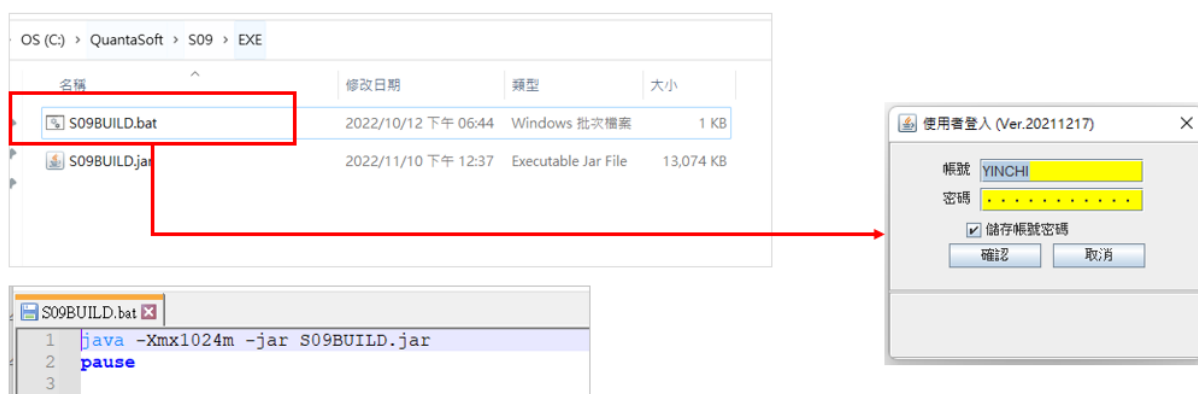 OS (C:) > QuantaSoft > S09 > EXE
名稱 修改日期 類型 大小
S09BUILD.bat 2022/10/12 下午 06:44 Windows 批次檔案 1 KB
S09BUILD.jar 2022/11/10 下午 12:37 Executable Jar File 13,074 KB
使用者登入 (Ver.20211217)
帳號 YINCHI
密碼 ···········
儲存帳號密碼
確認 取消
S09BUILD.bat
1 java -Xmx1024m -jar S09BUILD.jar
2 pause
3